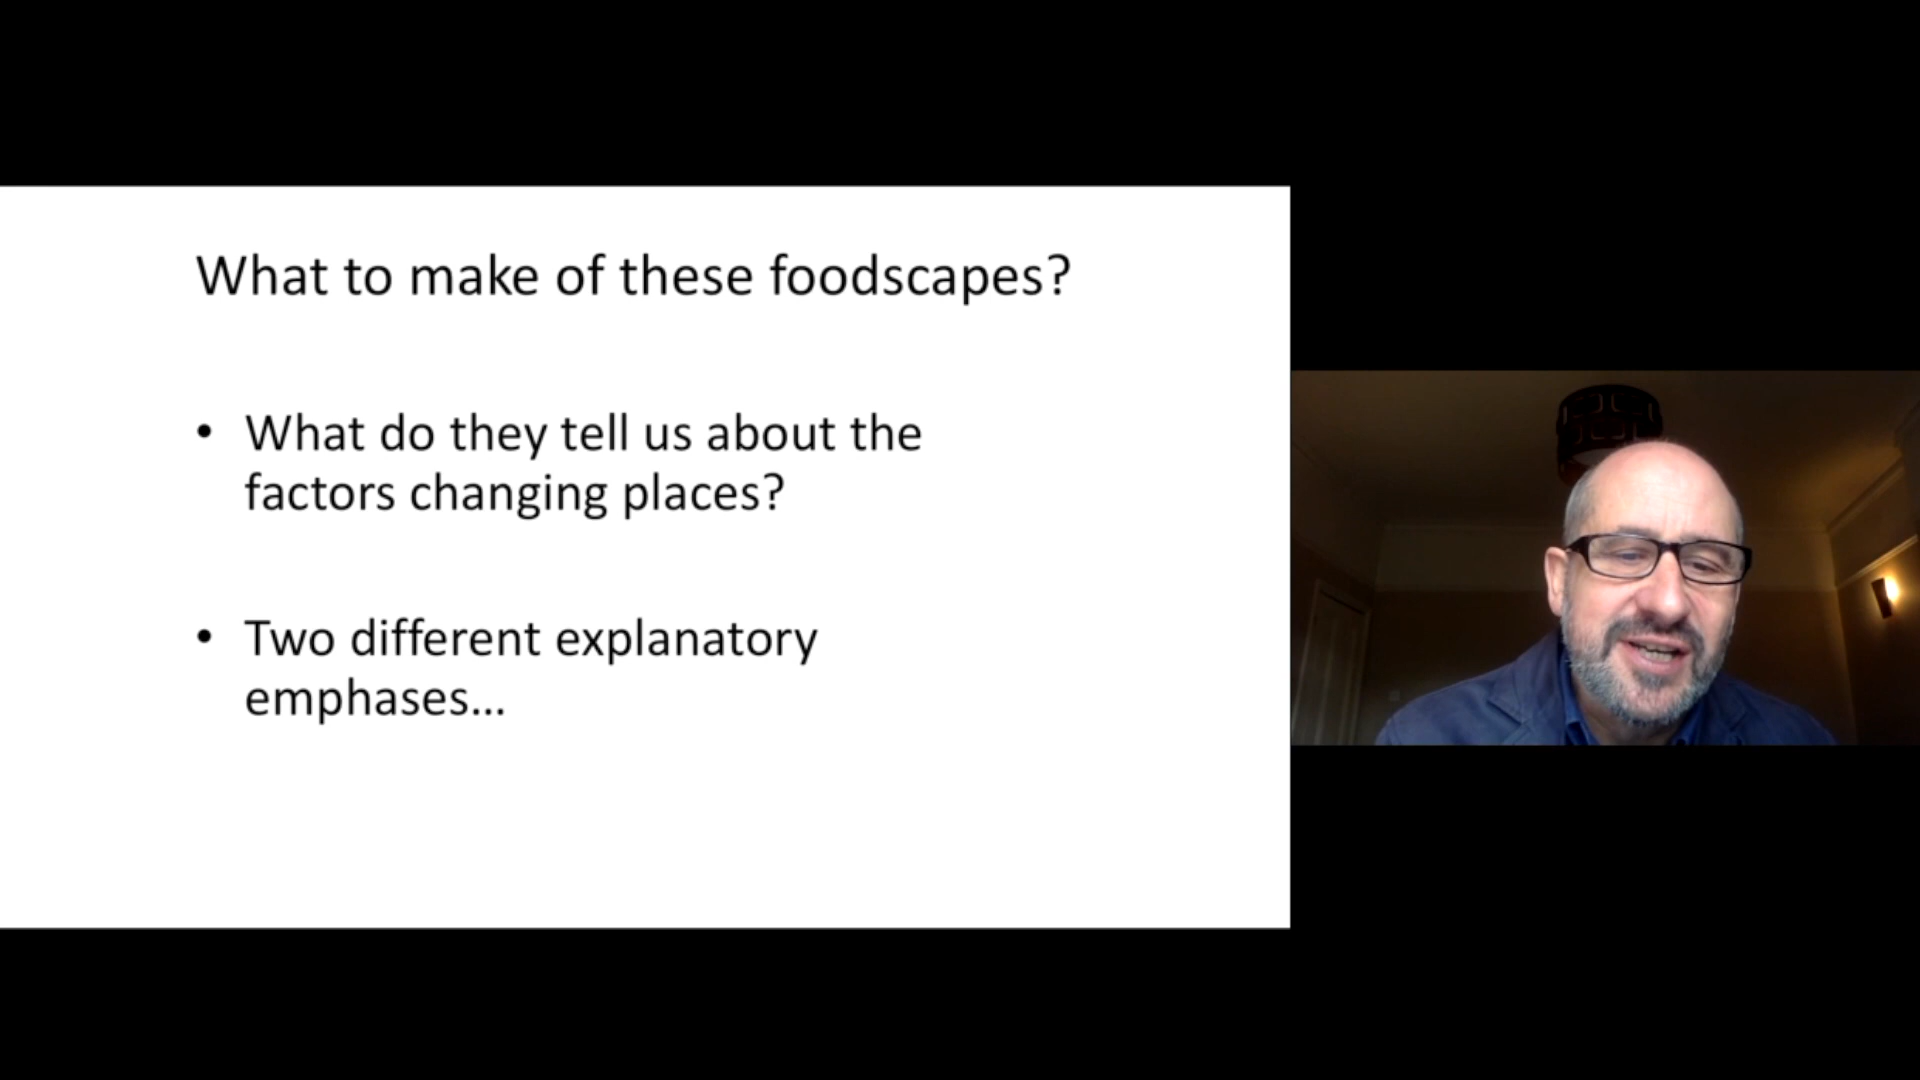 What to make of these foodscapes?
• What do they tell us about the
factors changing places?
• Two different explanatory
emphases...